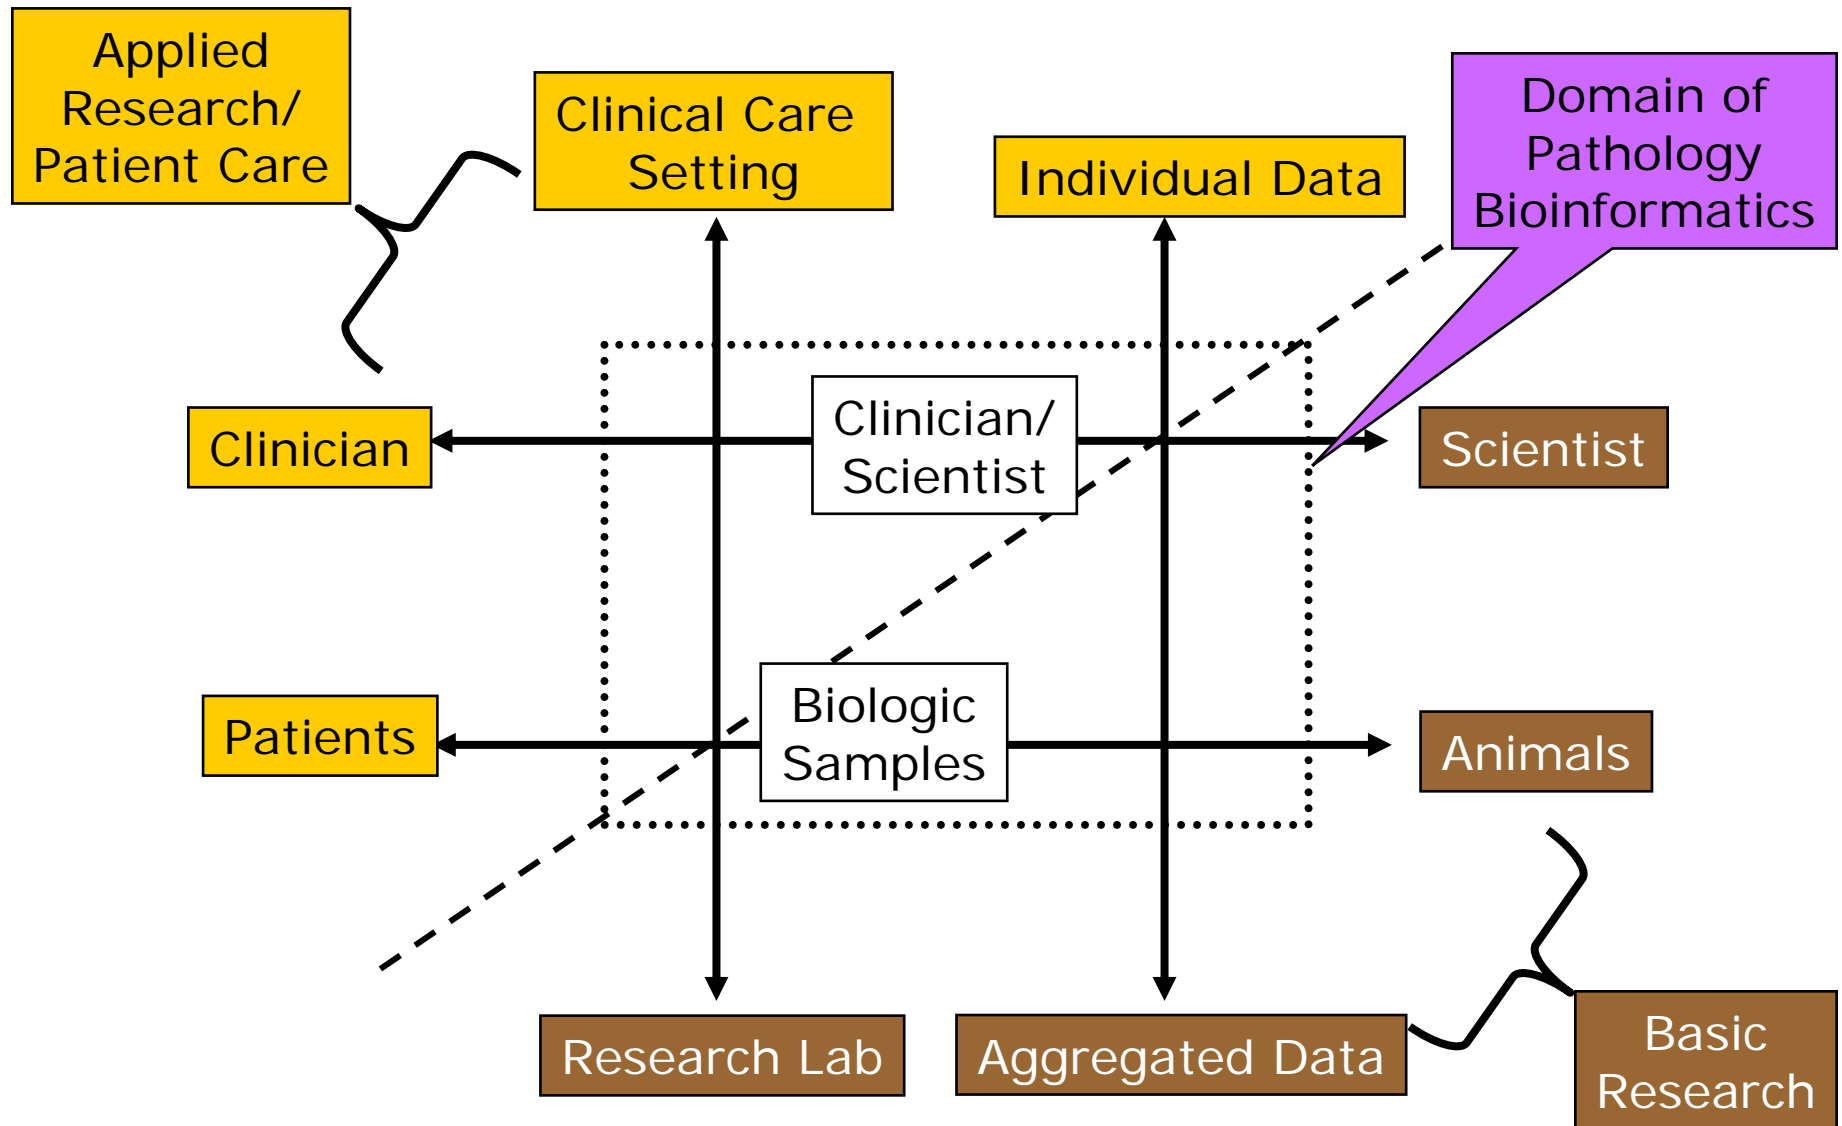 Applied
Research/
Patient Care
Clinical Care
Setting
Individual Data
Domain of
Pathology
Bioinformatics
Clinician
Clinician/
Scientist
Scientist
Patients
Biologic
Samples
Animals
Research Lab
Aggregated Data
Basic
Research